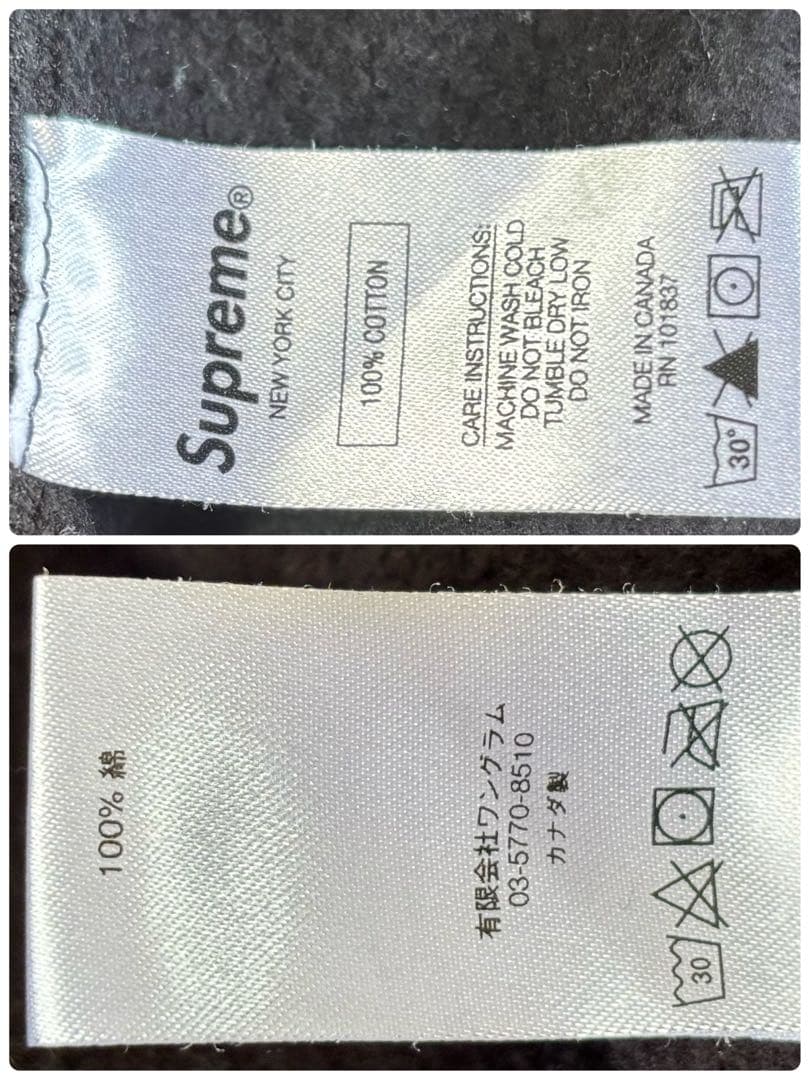 Supreme®
NEW YORK CITY
100% COTTON
CARE INSTRUCTIONS:
MACHINE WASH COLD
DO NOT BLEACH
TUMBLE DRY LOW
DO NOT IRON
MADE IN CANADA
RN 101837
30°
100% 綿
有限会社ワングラム
03-5770-8510
カナダ製
30